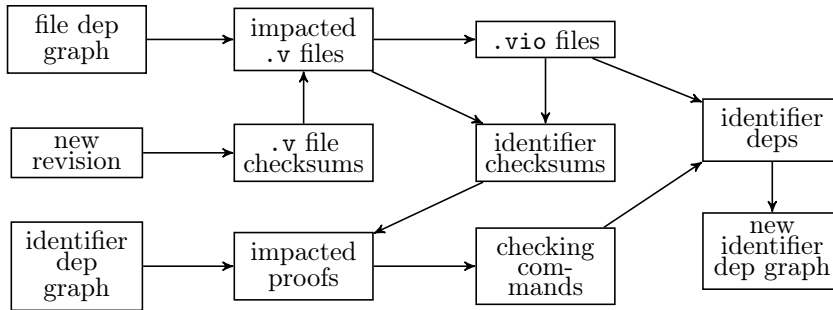 file dep
graph
impacted
.v files
.vio files
new
revision
.v file
checksums
identifier
checksums
identifier
deps
identifier
dep
graph
impacted
proofs
checking
com-
mands
new
identifier
dep graph